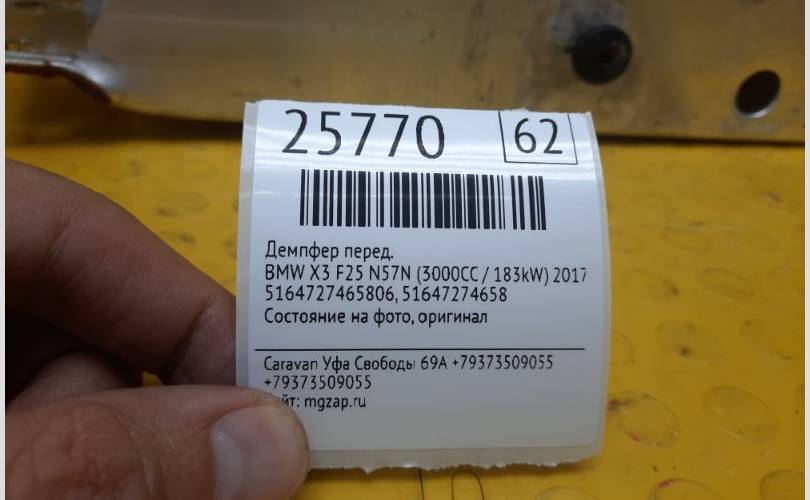 25770 62
Демпфер перед.
BMW X3 F25 N57N (3000CC / 183kW) 2017
5164727465806, 51647274658
Состояние на фото, оригинал
Caravan Уфа Свободы 69А +79373509055
+79373509055
mgzap.ru